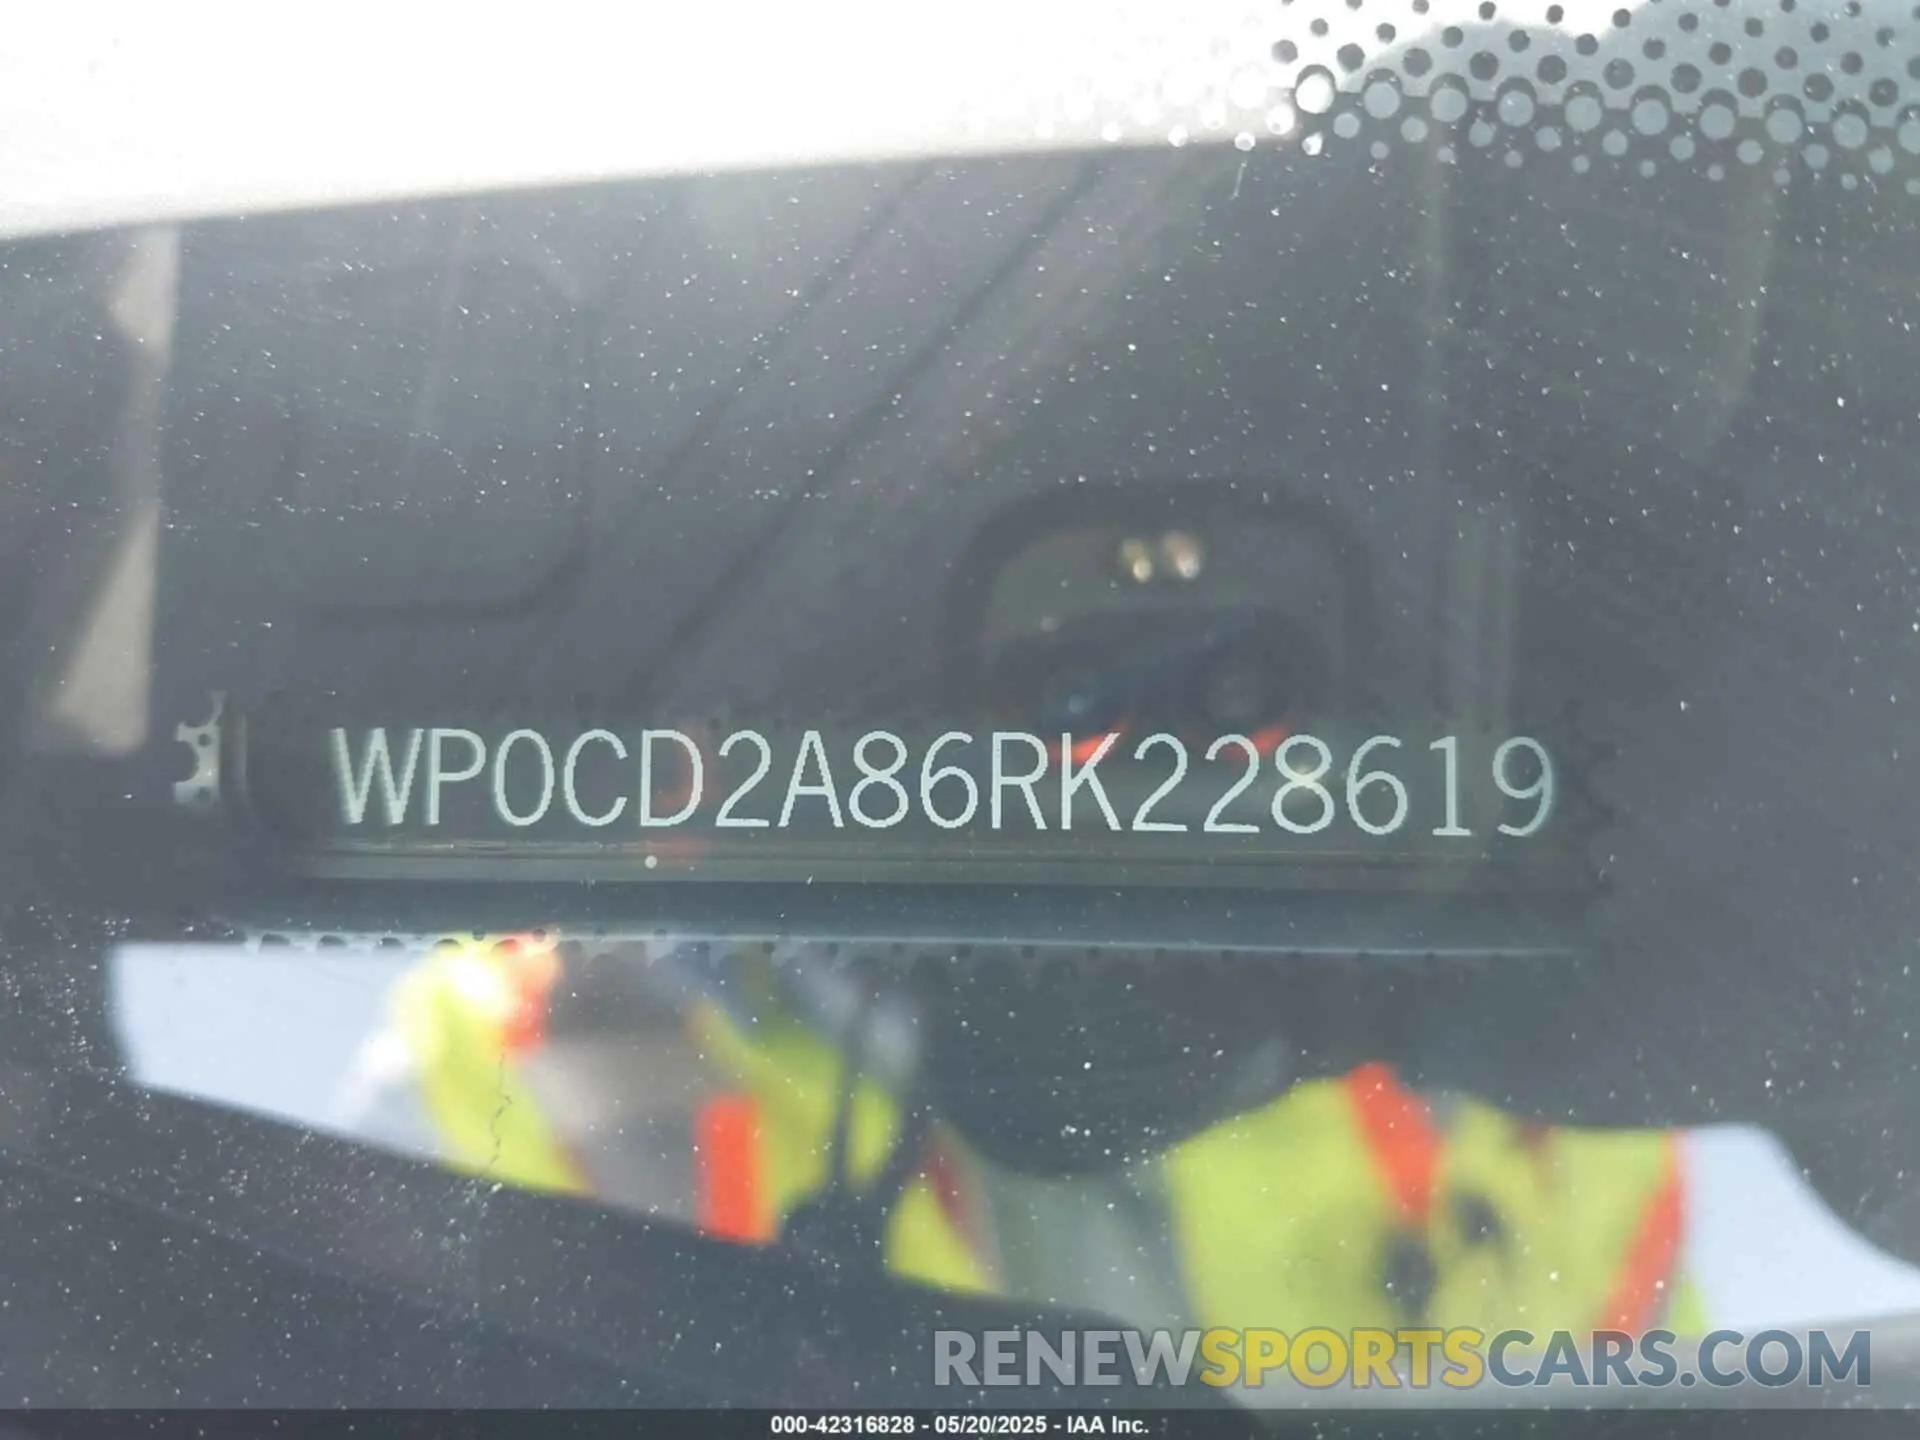 WP0CD2A86RK228619
RENEWSPORTSCARS.COM
000-42316828 - 05/20/2025 - IAA Inc.